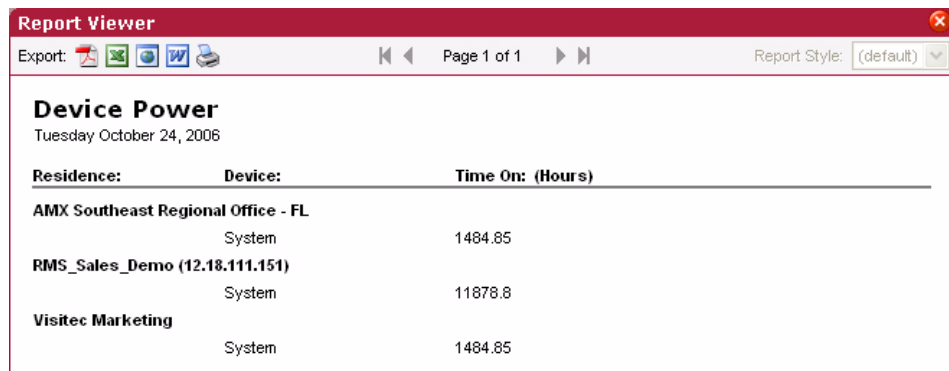 Report Viewer
Export: Page 1 of 1 Report Style: (default)
Device Power
Tuesday October 24, 2006
Residence: Device: Time On: (Hours)
AMX Southeast Regional Office - FL
System 1484.85
RMS_Sales_Demo (12.18.111.151)
System 11878.8
Visitec Marketing
System 1484.85